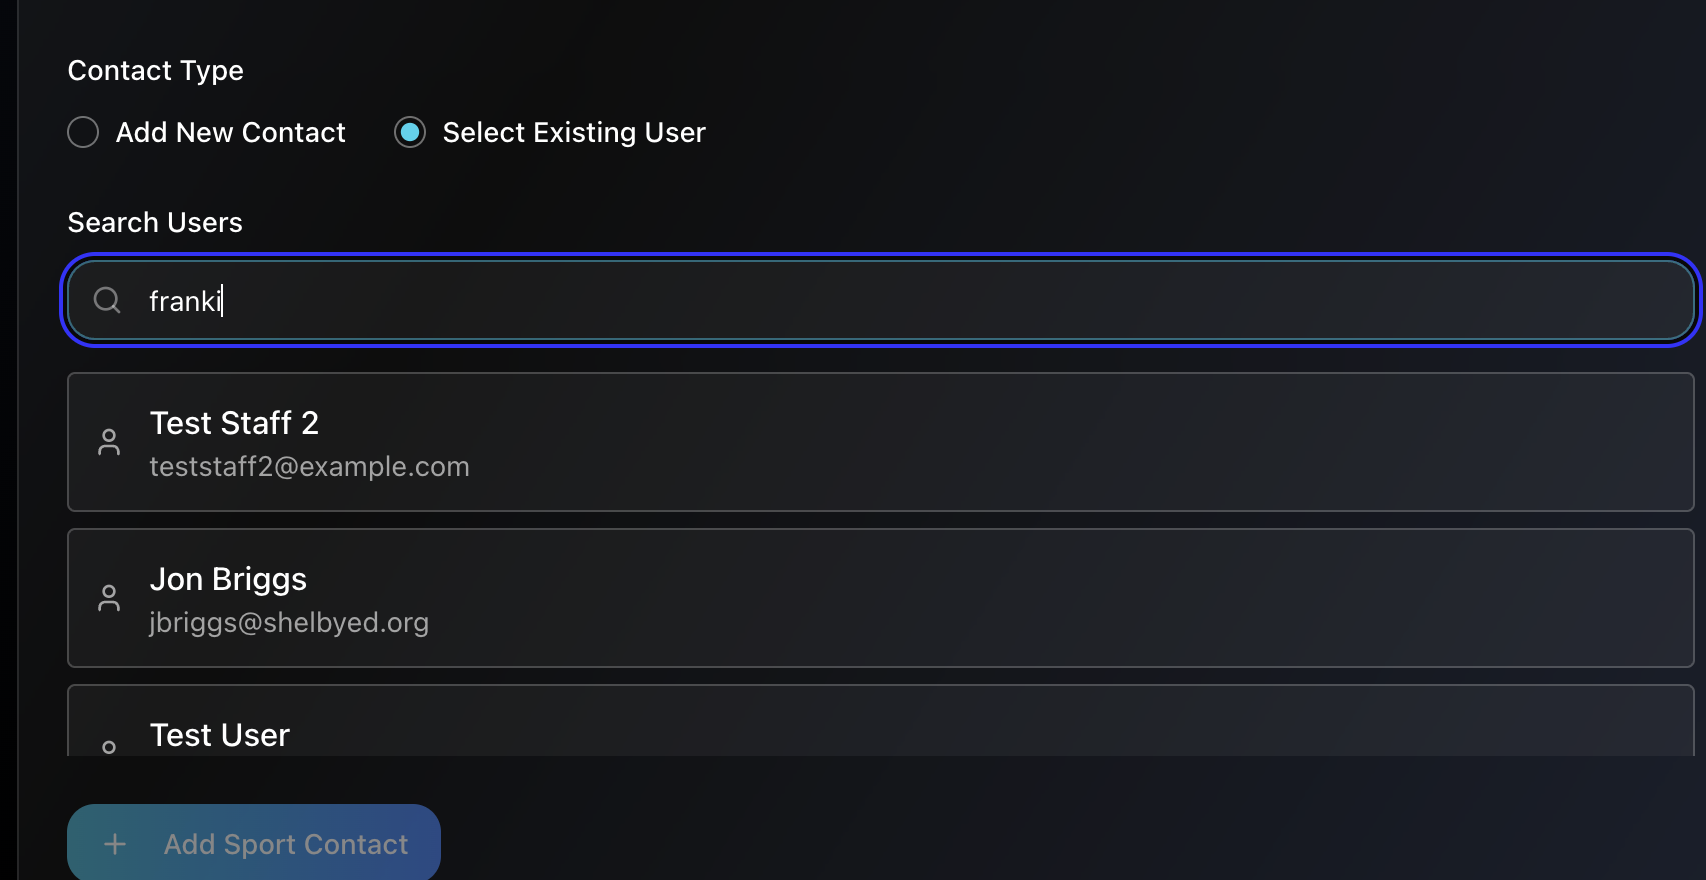 Contact Type
Add New Contact
Select Existing User
Search Users
franki
Test Staff 2
teststaff2@example.com
Jon Briggs
jbriggs@shelbyed.org
Test User
+ Add Sport Contact